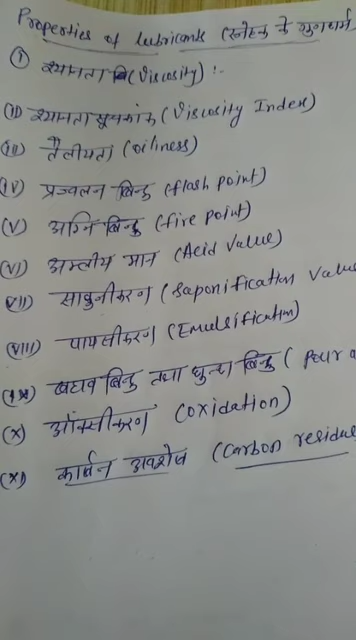 Properties of lubricants (स्नेहक के गुणधर्म
(I) श्यानता (Viscosity) :-
(II) श्यानता सूचकांक (Viscosity Index)
(III) तैलीयता (oiliness)
(IV) प्रज्वलन बिन्दु (flash point)
(V) अग्नि बिन्दु (fire point)
(VI) अम्लीय मान (Acid Value)
(VII) साबुनीकरण (Saponification Value
(VIII) पायसीकरण (Emulsification)
(IX) बहाव बिन्दु तथा धुन्ध बिन्दु (Pour
(X) ऑक्सीकरण (oxidation)
(XI) कार्बन अवशेष (Carbon residue